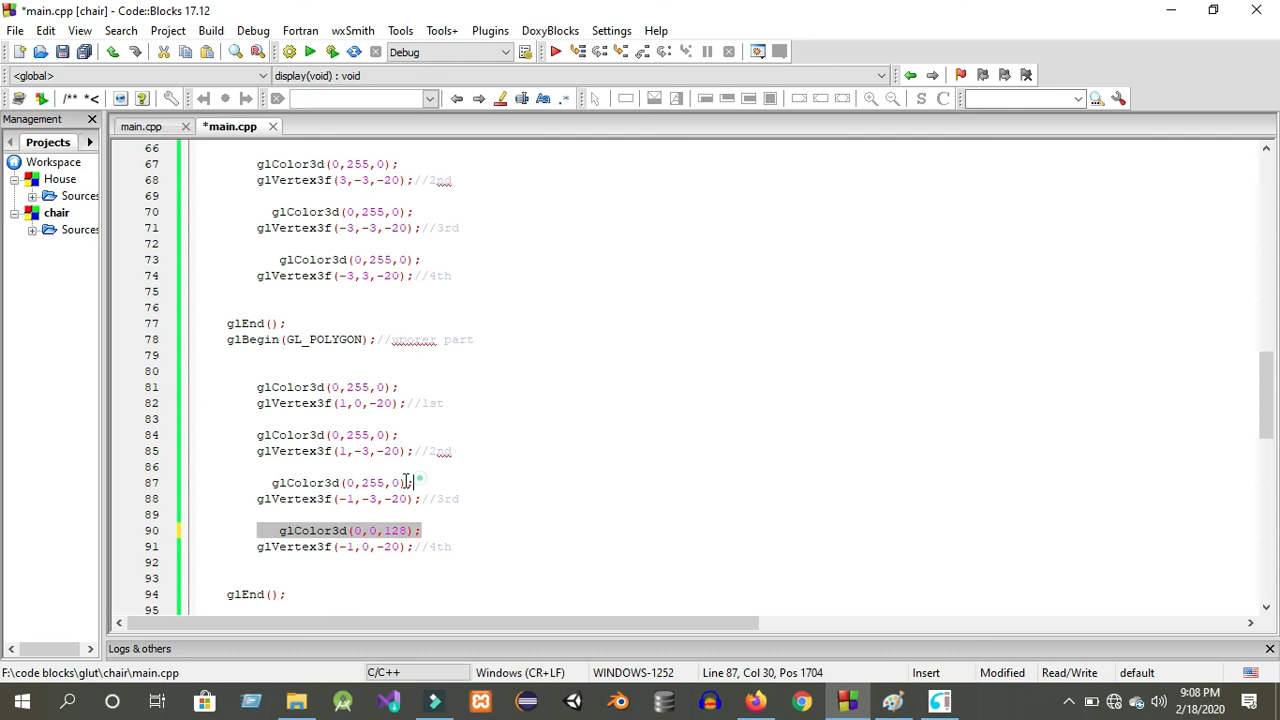 *main.cpp [chair] - Code::Blocks 17.12
File Edit View Search Project Build Debug Fortran wxSmith Tools Tools+ Plugins DoxyBlocks Settings Help
Debug
<global> display(void) : void
/** *<
S C
Management
Projects
Workspace
House
Sources
chair
Sources
main.cpp *main.cpp
66
67 glColor3d(0,255,0);
68 glVertex3f(3,-3,-20);//2nd
69
70 glColor3d(0,255,0);
71 glVertex3f(-3,-3,-20);//3rd
72
73 glColor3d(0,255,0);
74 glVertex3f(-3,3,-20);//4th
75
76
77 glEnd();
78 glBegin(GL_POLYGON);//uporer part
79
80
81 glColor3d(0,255,0);
82 glVertex3f(1,0,-20);//1st
83
84 glColor3d(0,255,0);
85 glVertex3f(1,-3,-20);//2nd
86
87 glColor3d(0,255,0);
88 glVertex3f(-1,-3,-20);//3rd
89
90 glColor3d(0,0,128);
91 glVertex3f(-1,0,-20);//4th
92
93
94 glEnd();
95
Logs & others
F:\code blocks\glut\chair\main.cpp C/C++ Windows (CR+LF) WINDOWS-1252 Line 87, Col 30, Pos 1704 Insert Modified Read/Write default
9:08 PM
2/18/2020